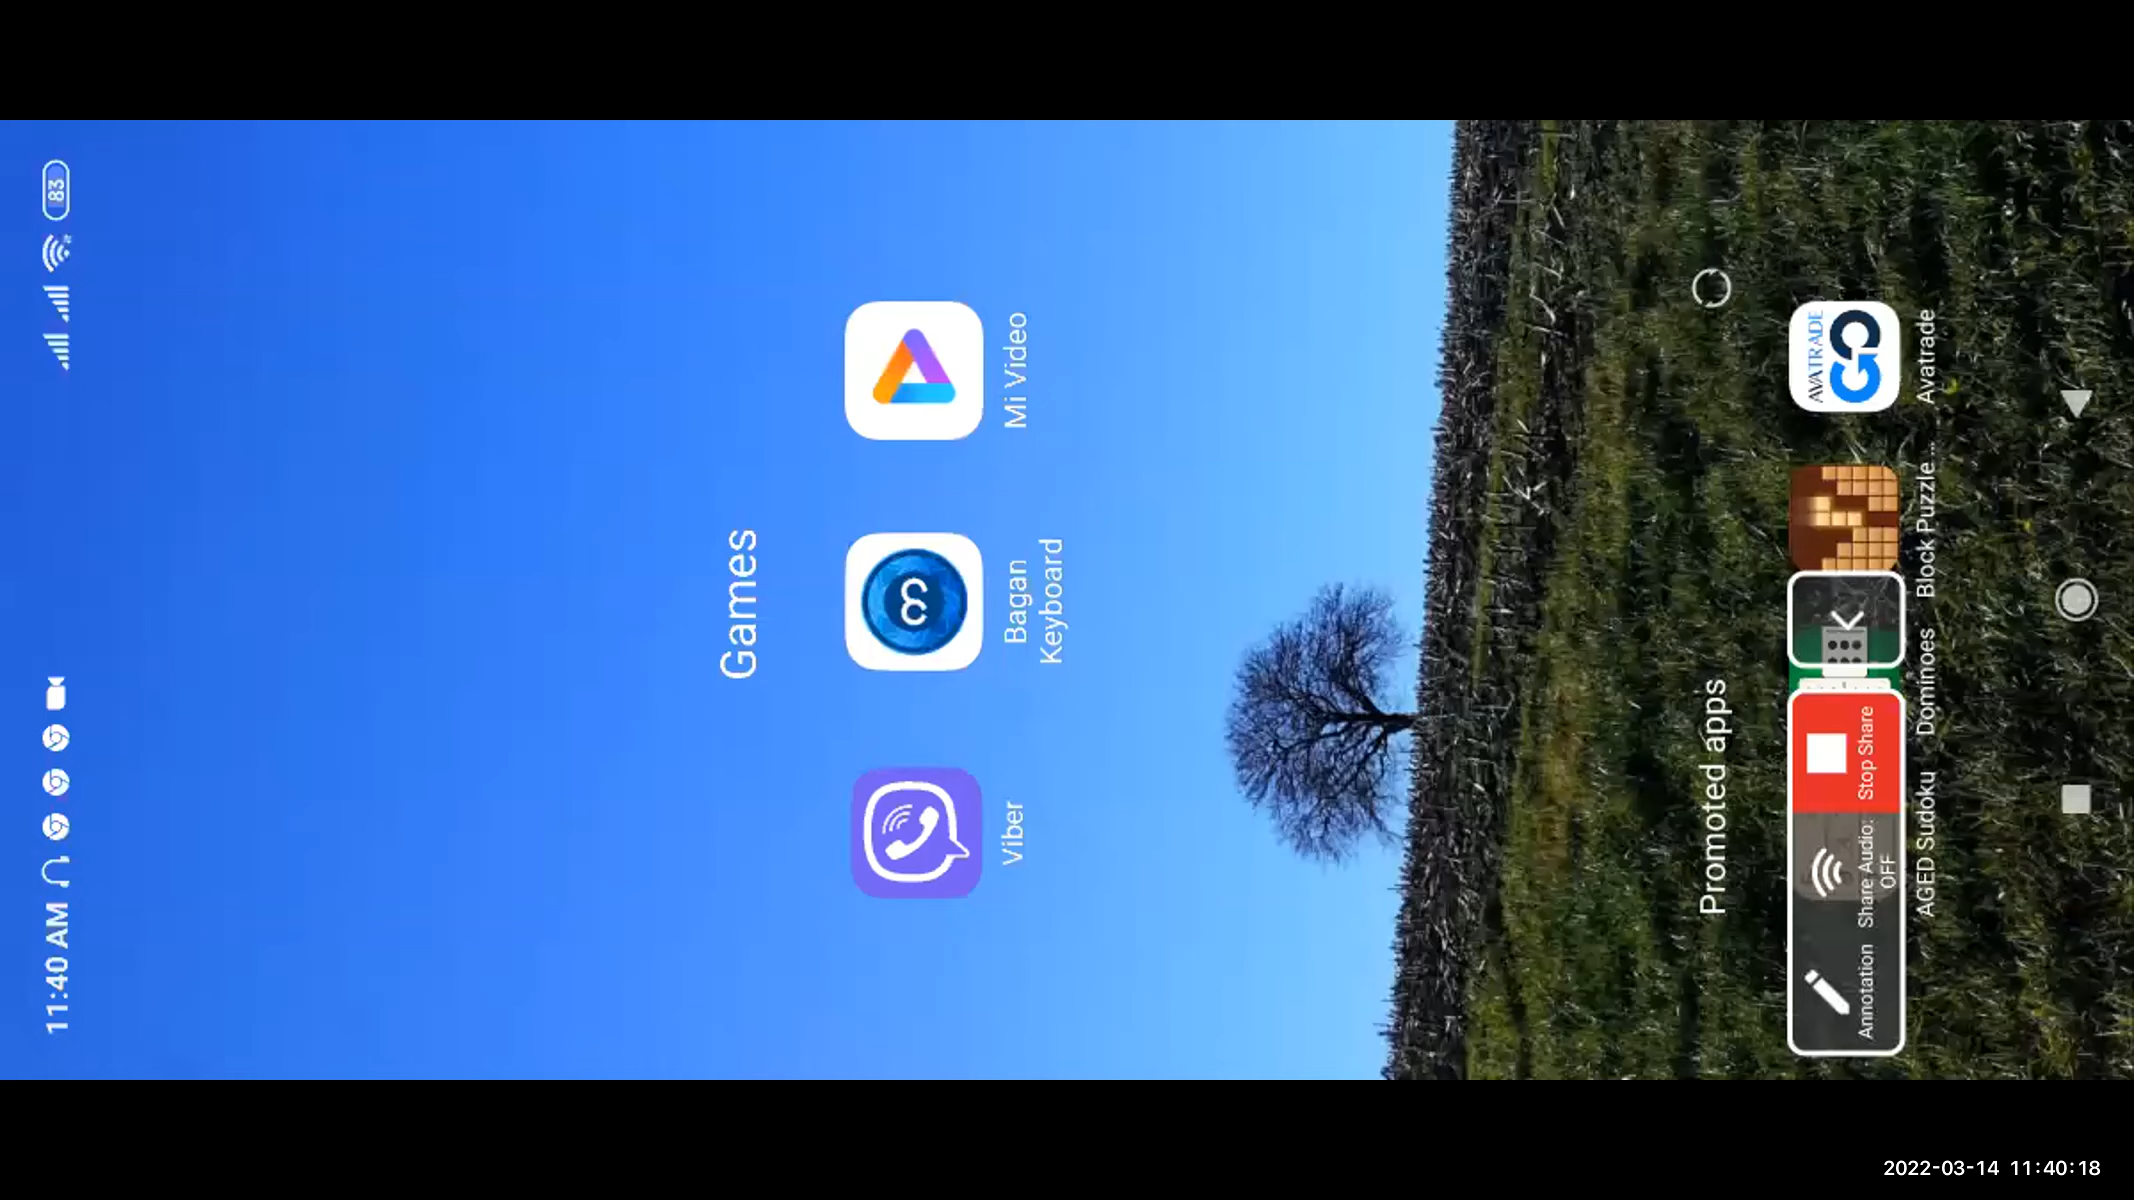 11:40 AM
83
Games
Viber
Bagan
Keyboard
Mi Video
Promoted apps
Annotation
Share Audio:
OFF
Stop Share
AVATRADE
GO
AGED Sudoku
Dominoes
Block Puzzle...
Avatrade
2022-03-14 11:40:18